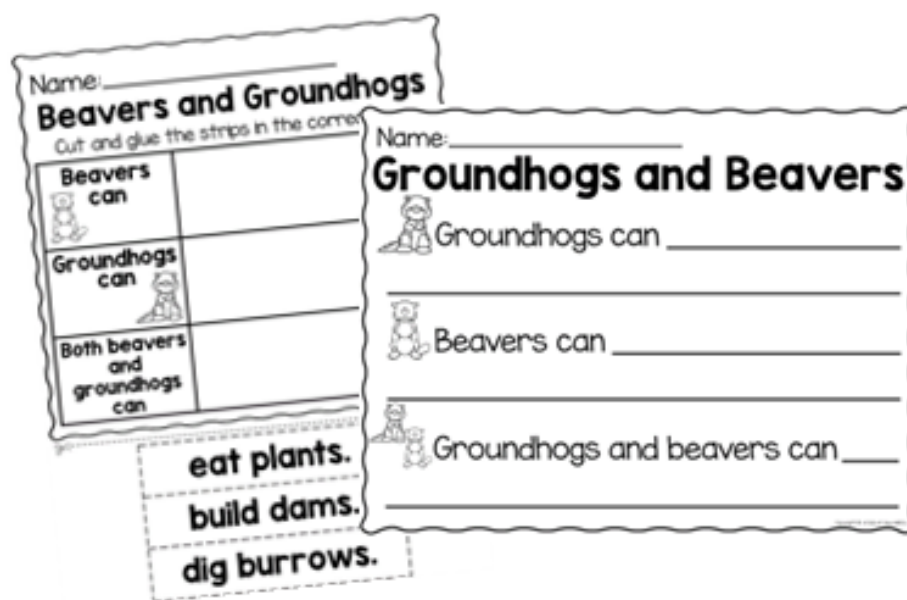 Name:
Beavers and Groundhogs
Cut and glue the strips in the
Beavers
can
Groundhogs
can
Both beavers
and
groundhogs
can
eat plants.
build dams.
dig burrows.
Name:
Groundhogs and Beavers
Groundhogs can
Beavers can
Groundhogs and beavers can